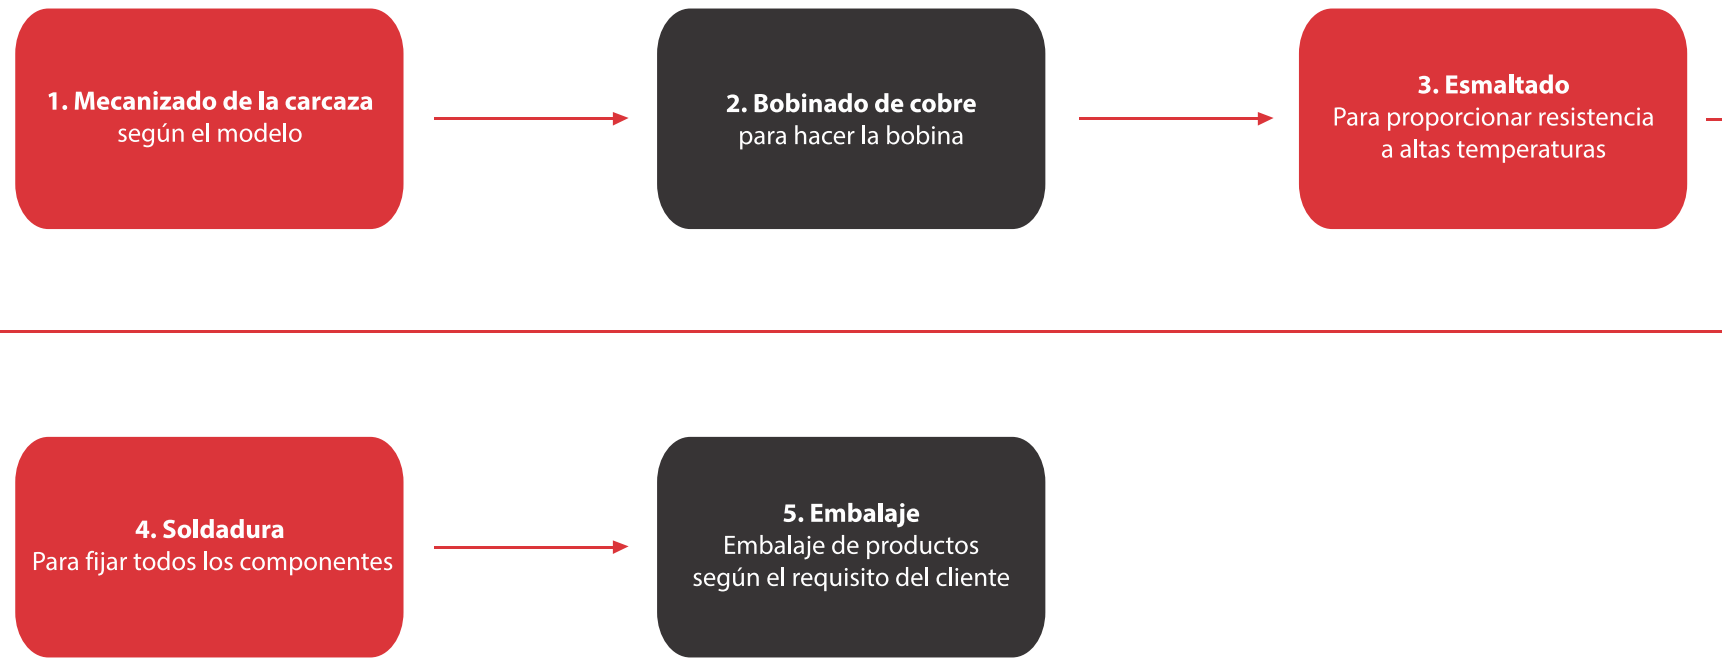 1. Mecanizado de la carcaza
según el modelo
2. Bobinado de cobre
para hacer la bobina
3. Esmaltado
Para proporcionar resistencia
a altas temperaturas
4. Soldadura
Para fijar todos los componentes
5. Embalaje
Embalaje de productos
según el requisito del cliente